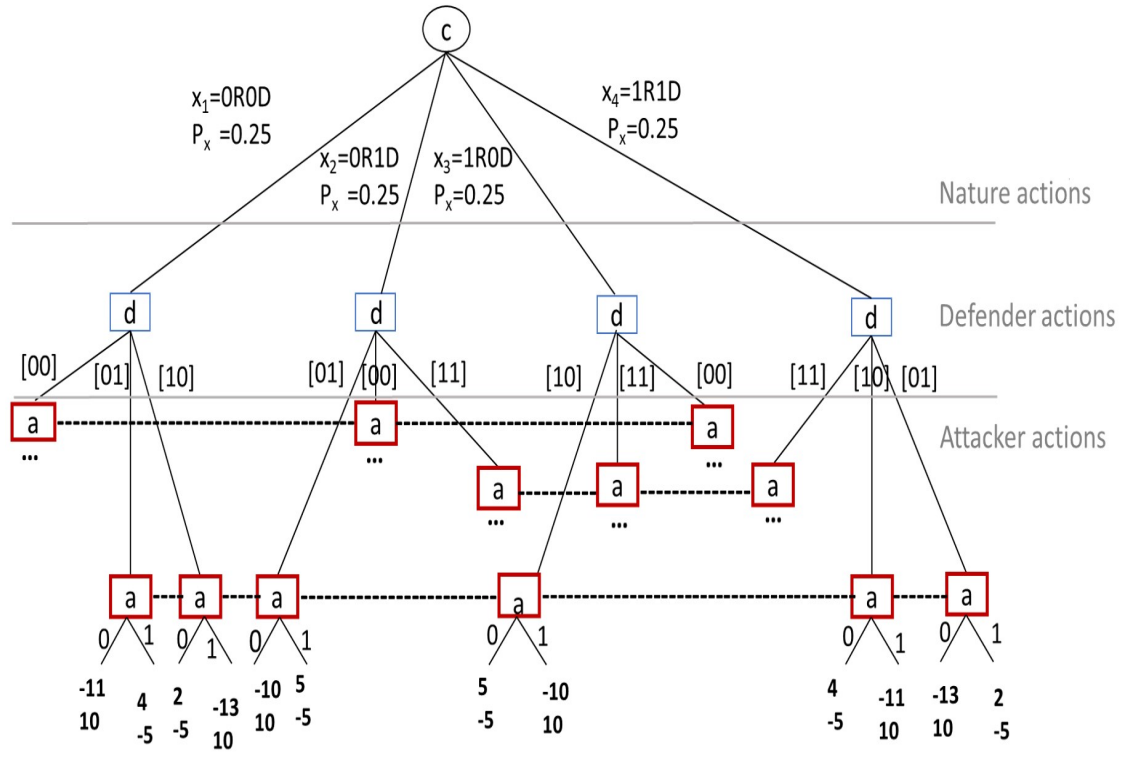 c
x1=0R0D
Px =0.25
x4=1R1D
Px=0.25
x2=0R1D
Px =0.25
x3=1R0D
Px=0.25
Nature actions
d d d d
Defender actions
[00] [01] [10] [01] [00] [11] [10] [11] [00] [11] [10] [01]
a a a
Attacker actions
... ... ...
a a a
... ... ...
a a a a a a
0 1 0 1 0 1 0 1 0 1 0 1
-11 4 2 -13 -10 5 5 -10 4 -11 -13 2
10 -5 -5 10 10 -5 -5 10 -5 10 10 -5